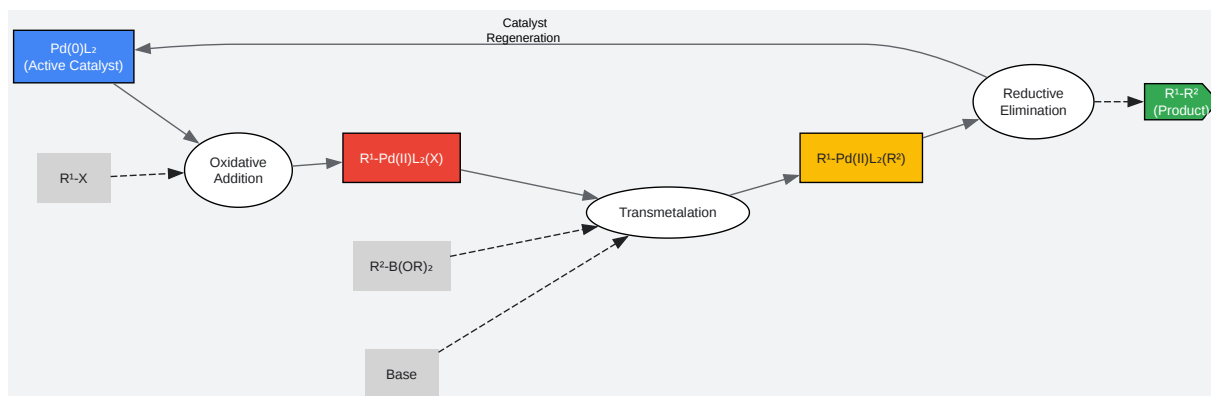 Catalyst
Regeneration
Pd(0)L₂
(Active Catalyst)
Reductive
Elimination
R¹-R²
(Product)
Oxidative
Addition
R¹-Pd(II)L₂(X)
R¹-Pd(II)L₂(R²)
R¹-X
Transmetalation
R²-B(OR)₂
Base